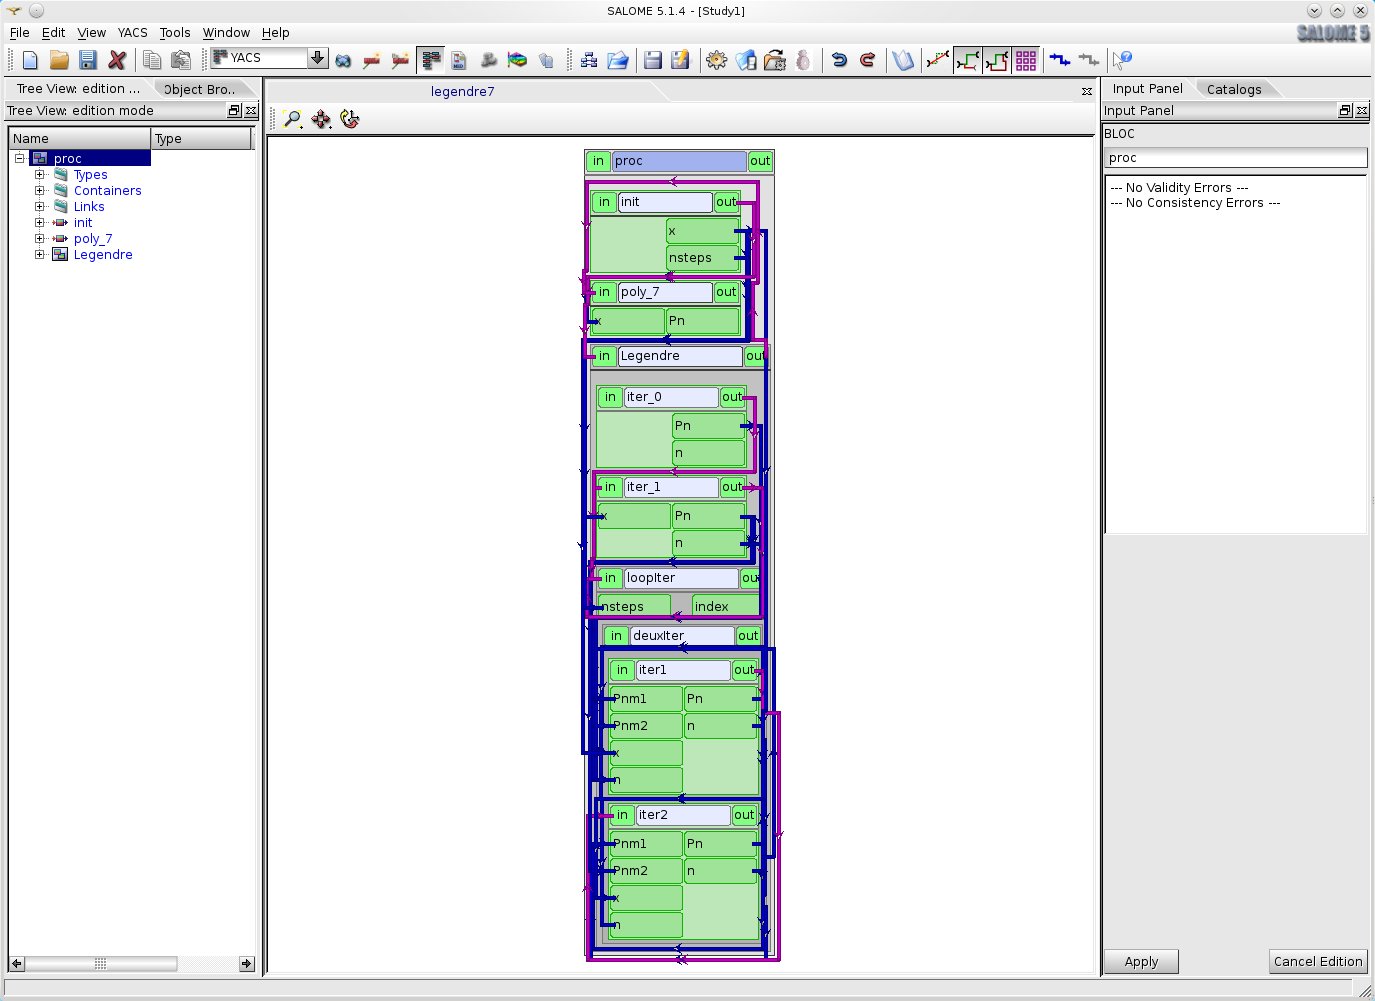 SALOME 5.1.4 - [Study1]
File Edit View YACS Tools Window Help
SALOME 5
YACS
Tree View: edition ...
Object Bro..
legendre7
Input Panel
Catalogs
Tree View: edition mode
Input Panel
Name
Type
BLOC
proc
proc
Types
Containers
Links
init
poly_7
Legendre
--- No Validity Errors ---
--- No Consistency Errors ---
in proc out
in init out
x
nsteps
in poly_7 out
x Pn
in Legendre out
in iter_0 out
Pn
n
in iter_1 out
x Pn
n
in loopIter ou
nsteps index
in deuxIter out
in iter1 out
Pnm1 Pn
Pnm2 n
x
n
in iter2 out
Pnm1 Pn
Pnm2 n
x
n
Apply
Cancel Edition